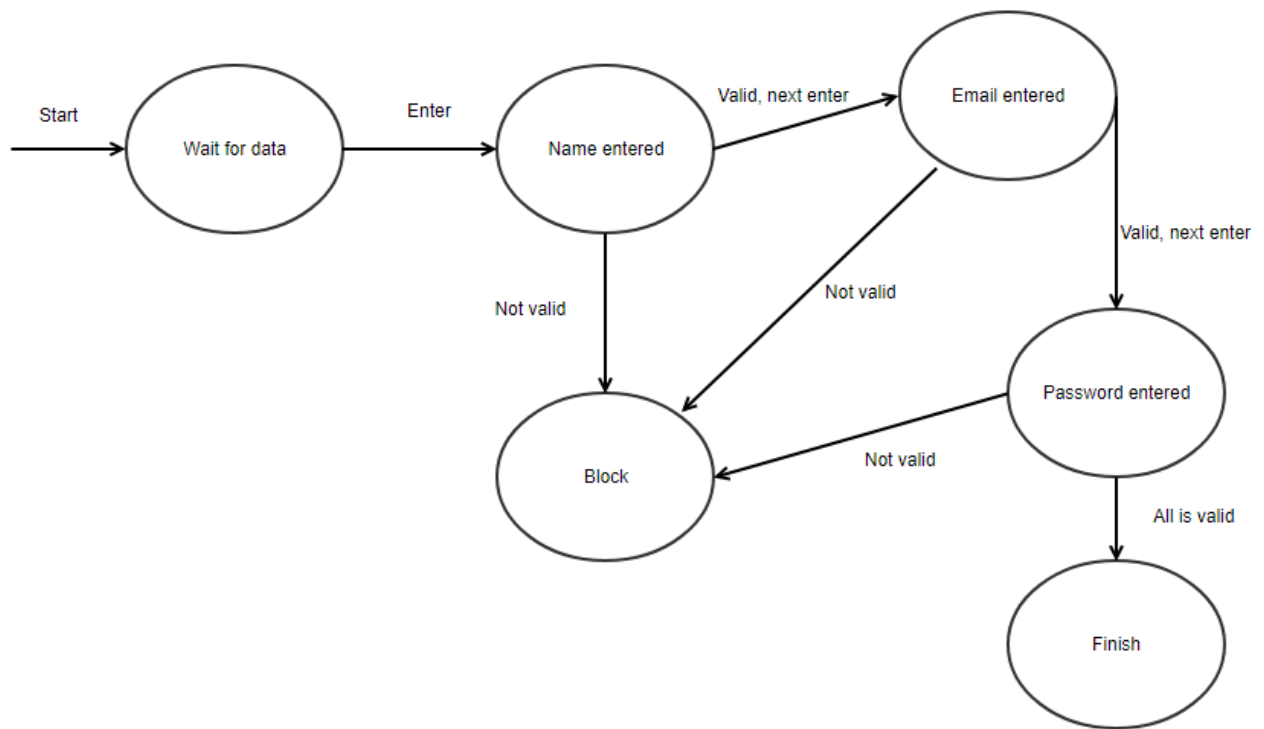 Start
Wait for data
Enter
Name entered
Valid, next enter
Email entered
Valid, next enter
Not valid
Not valid
Password entered
Not valid
Block
All is valid
Finish